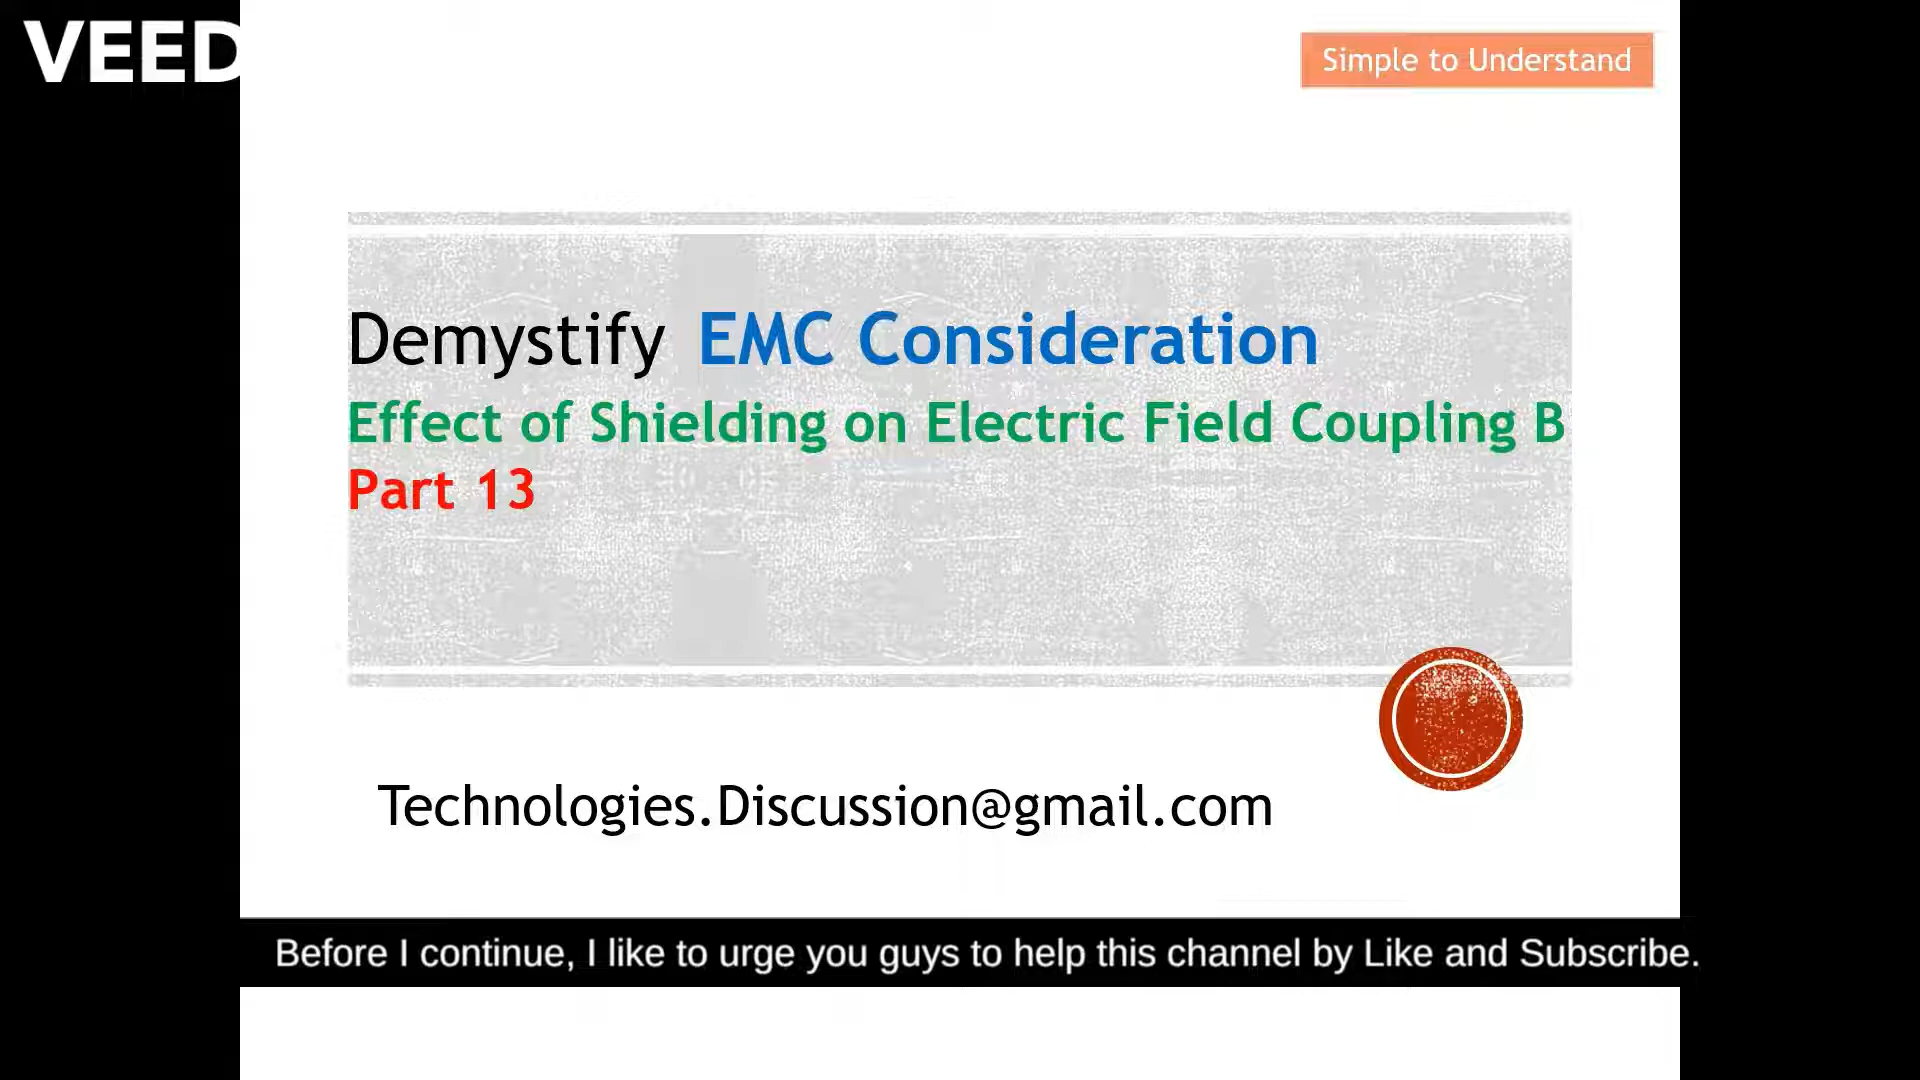 VEED
Simple to Understand
Demystify EMC Consideration
Effect of Shielding on Electric Field Coupling B
Part 13
Technologies.Discussion@gmail.com
Before I continue, I like to urge you guys to help this channel by Like and Subscribe.